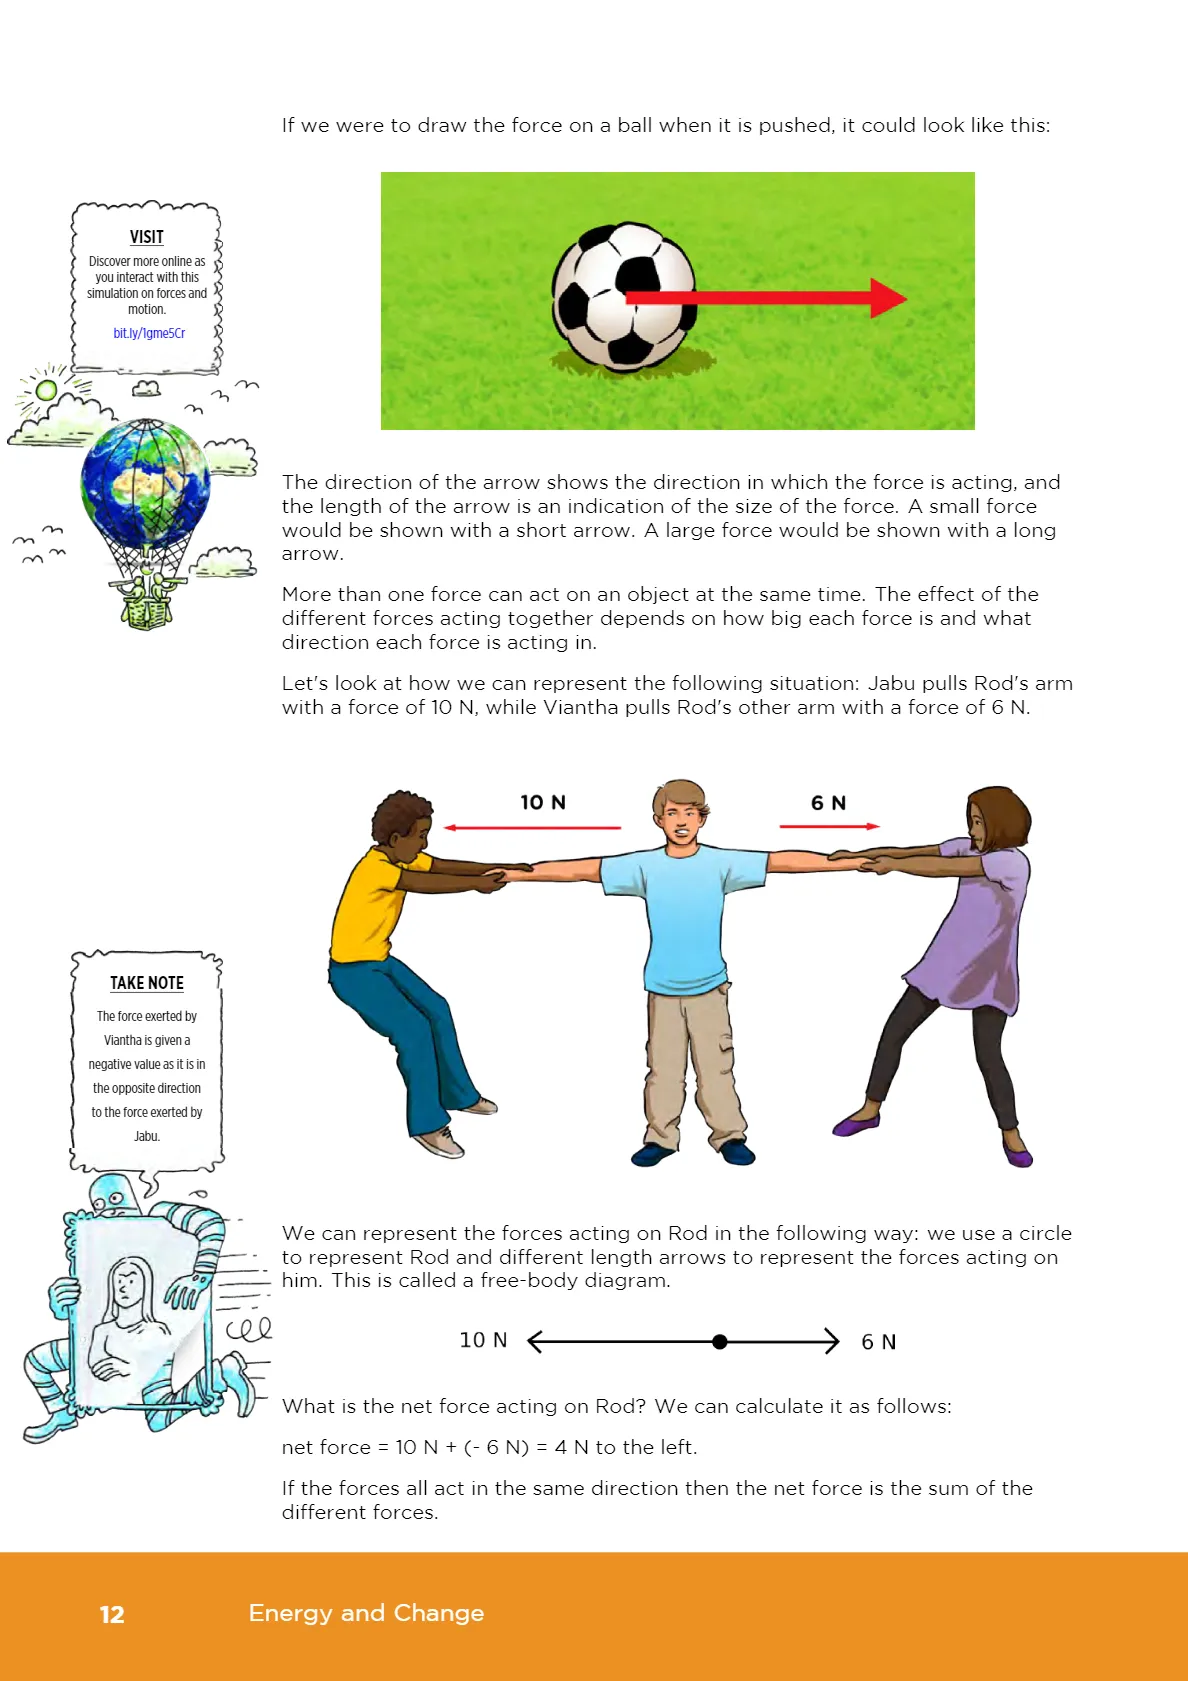 If we were to draw the force on a ball when it is pushed, it could look like this:
VISIT
Discover more online as
you interact with this
simulation on forces and
motion.
bit.ly/1gme5Cr
The direction of the arrow shows the direction in which the force is acting, and
the length of the arrow is an indication of the size of the force. A small force
would be shown with a short arrow. A large force would be shown with a long
arrow.
More than one force can act on an object at the same time. The effect of the
different forces acting together depends on how big each force is and what
direction each force is acting in.
Let's look at how we can represent the following situation: Jabu pulls Rod's arm
with a force of 10 N, while Viantha pulls Rod's other arm with a force of 6 N.
10 N
6 N
TAKE NOTE
The force exerted by
Viantha is given a
negative value as it is in
the opposite direction
to the force exerted by
Jabu.
We can represent the forces acting on Rod in the following way: we use a circle
to represent Rod and different length arrows to represent the forces acting on
him. This is called a free-body diagram.
10 N
6 N
What is the net force acting on Rod? We can calculate it as follows:
net force = 10 N + (- 6 N) = 4 N to the left.
If the forces all act in the same direction then the net force is the sum of the
different forces.
12
Energy and Change